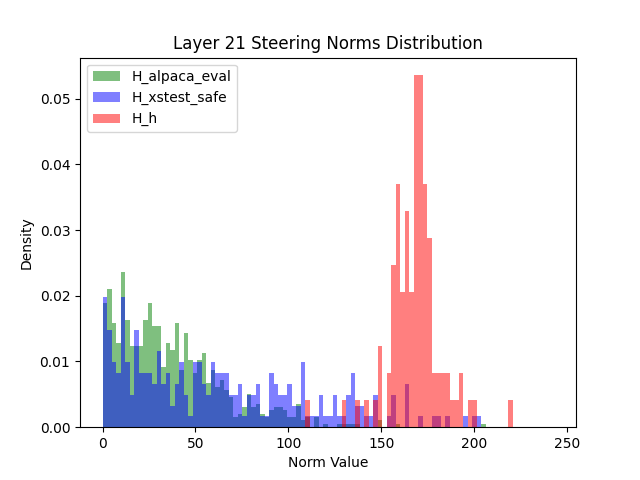 Layer 21 Steering Norms Distribution
H_alpaca_eval
H_xstest_safe
H_h
0.05
0.04
0.03
0.02
0.01
0.00
Density
0 50 100 150 200 250
Norm Value